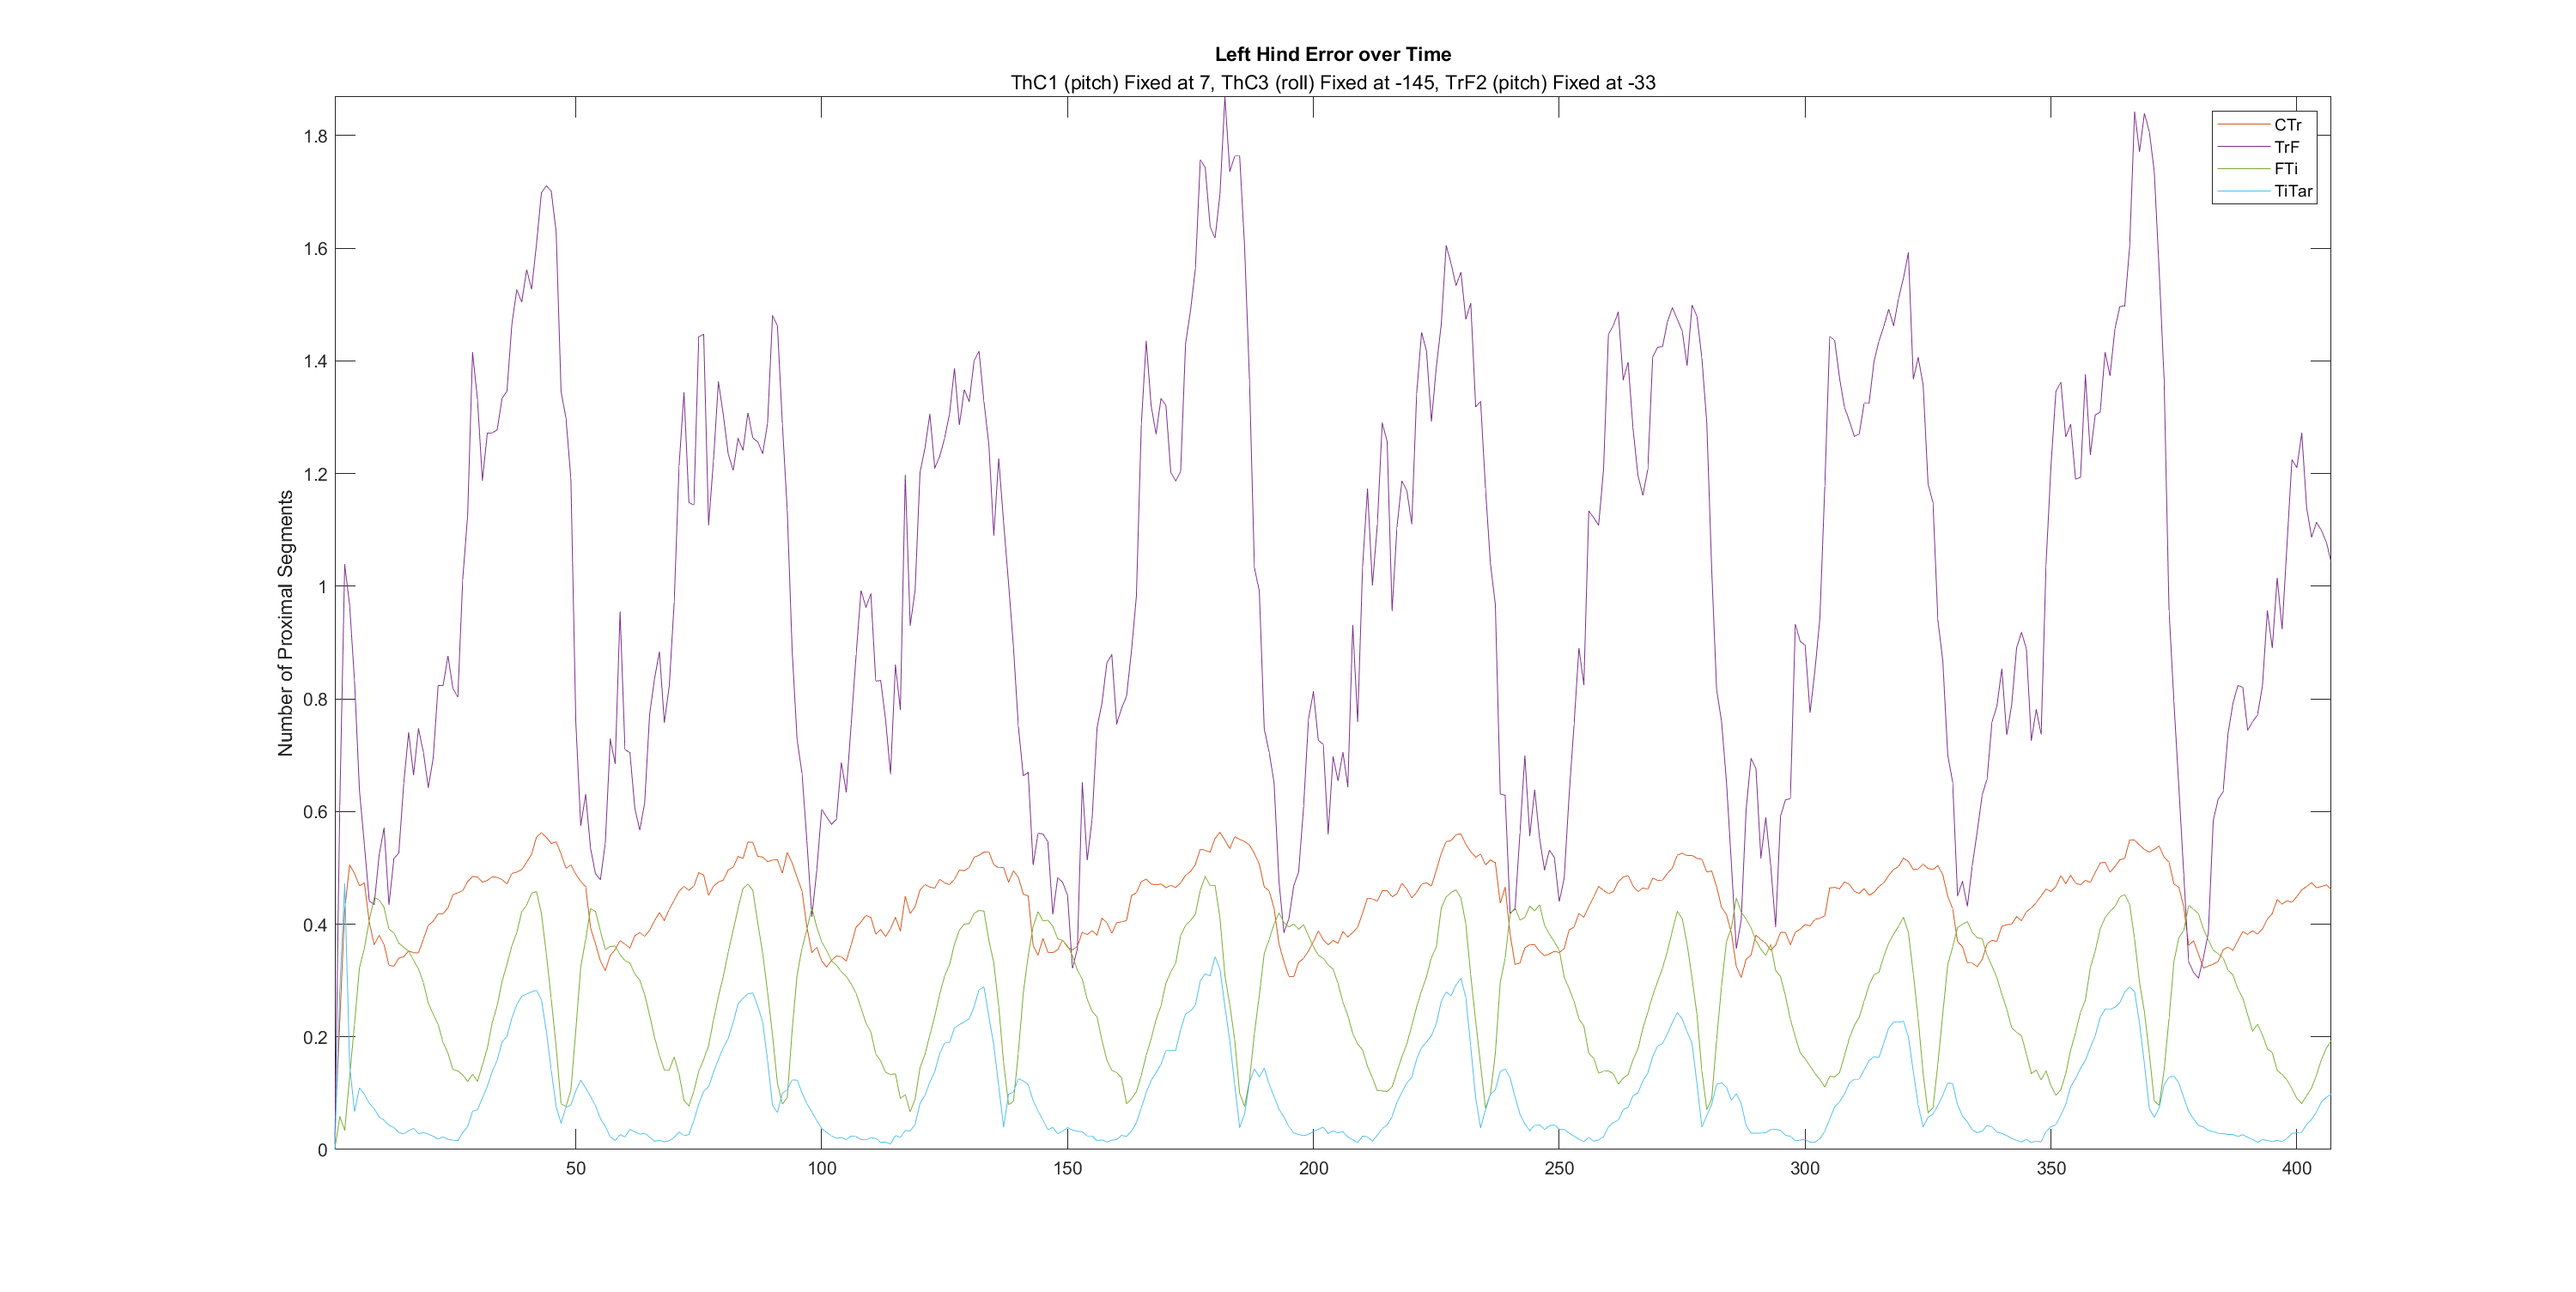 Left Hind Error over Time
ThC1 (pitch) Fixed at 7, ThC3 (roll) Fixed at -145, TrF2 (pitch) Fixed at -33
CTr
TrF
FTi
TiTar
Number of Proximal Segments
1.8
1.6
1.4
1.2
1
0.8
0.6
0.4
0.2
0
50
100
150
200
250
300
350
400